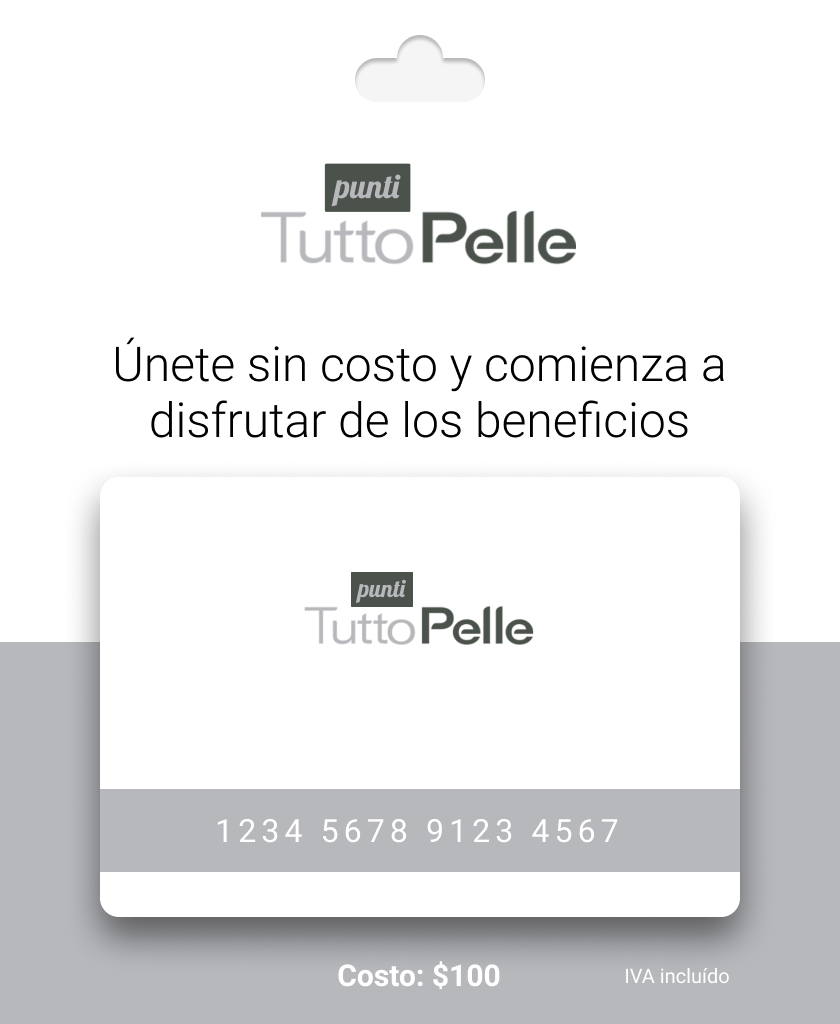 punti
TuttoPelle
Únete sin costo y comienza a
disfrutar de los beneficios
punti
TuttoPelle
1234 5678 9123 4567
Costo: $100
IVA incluído